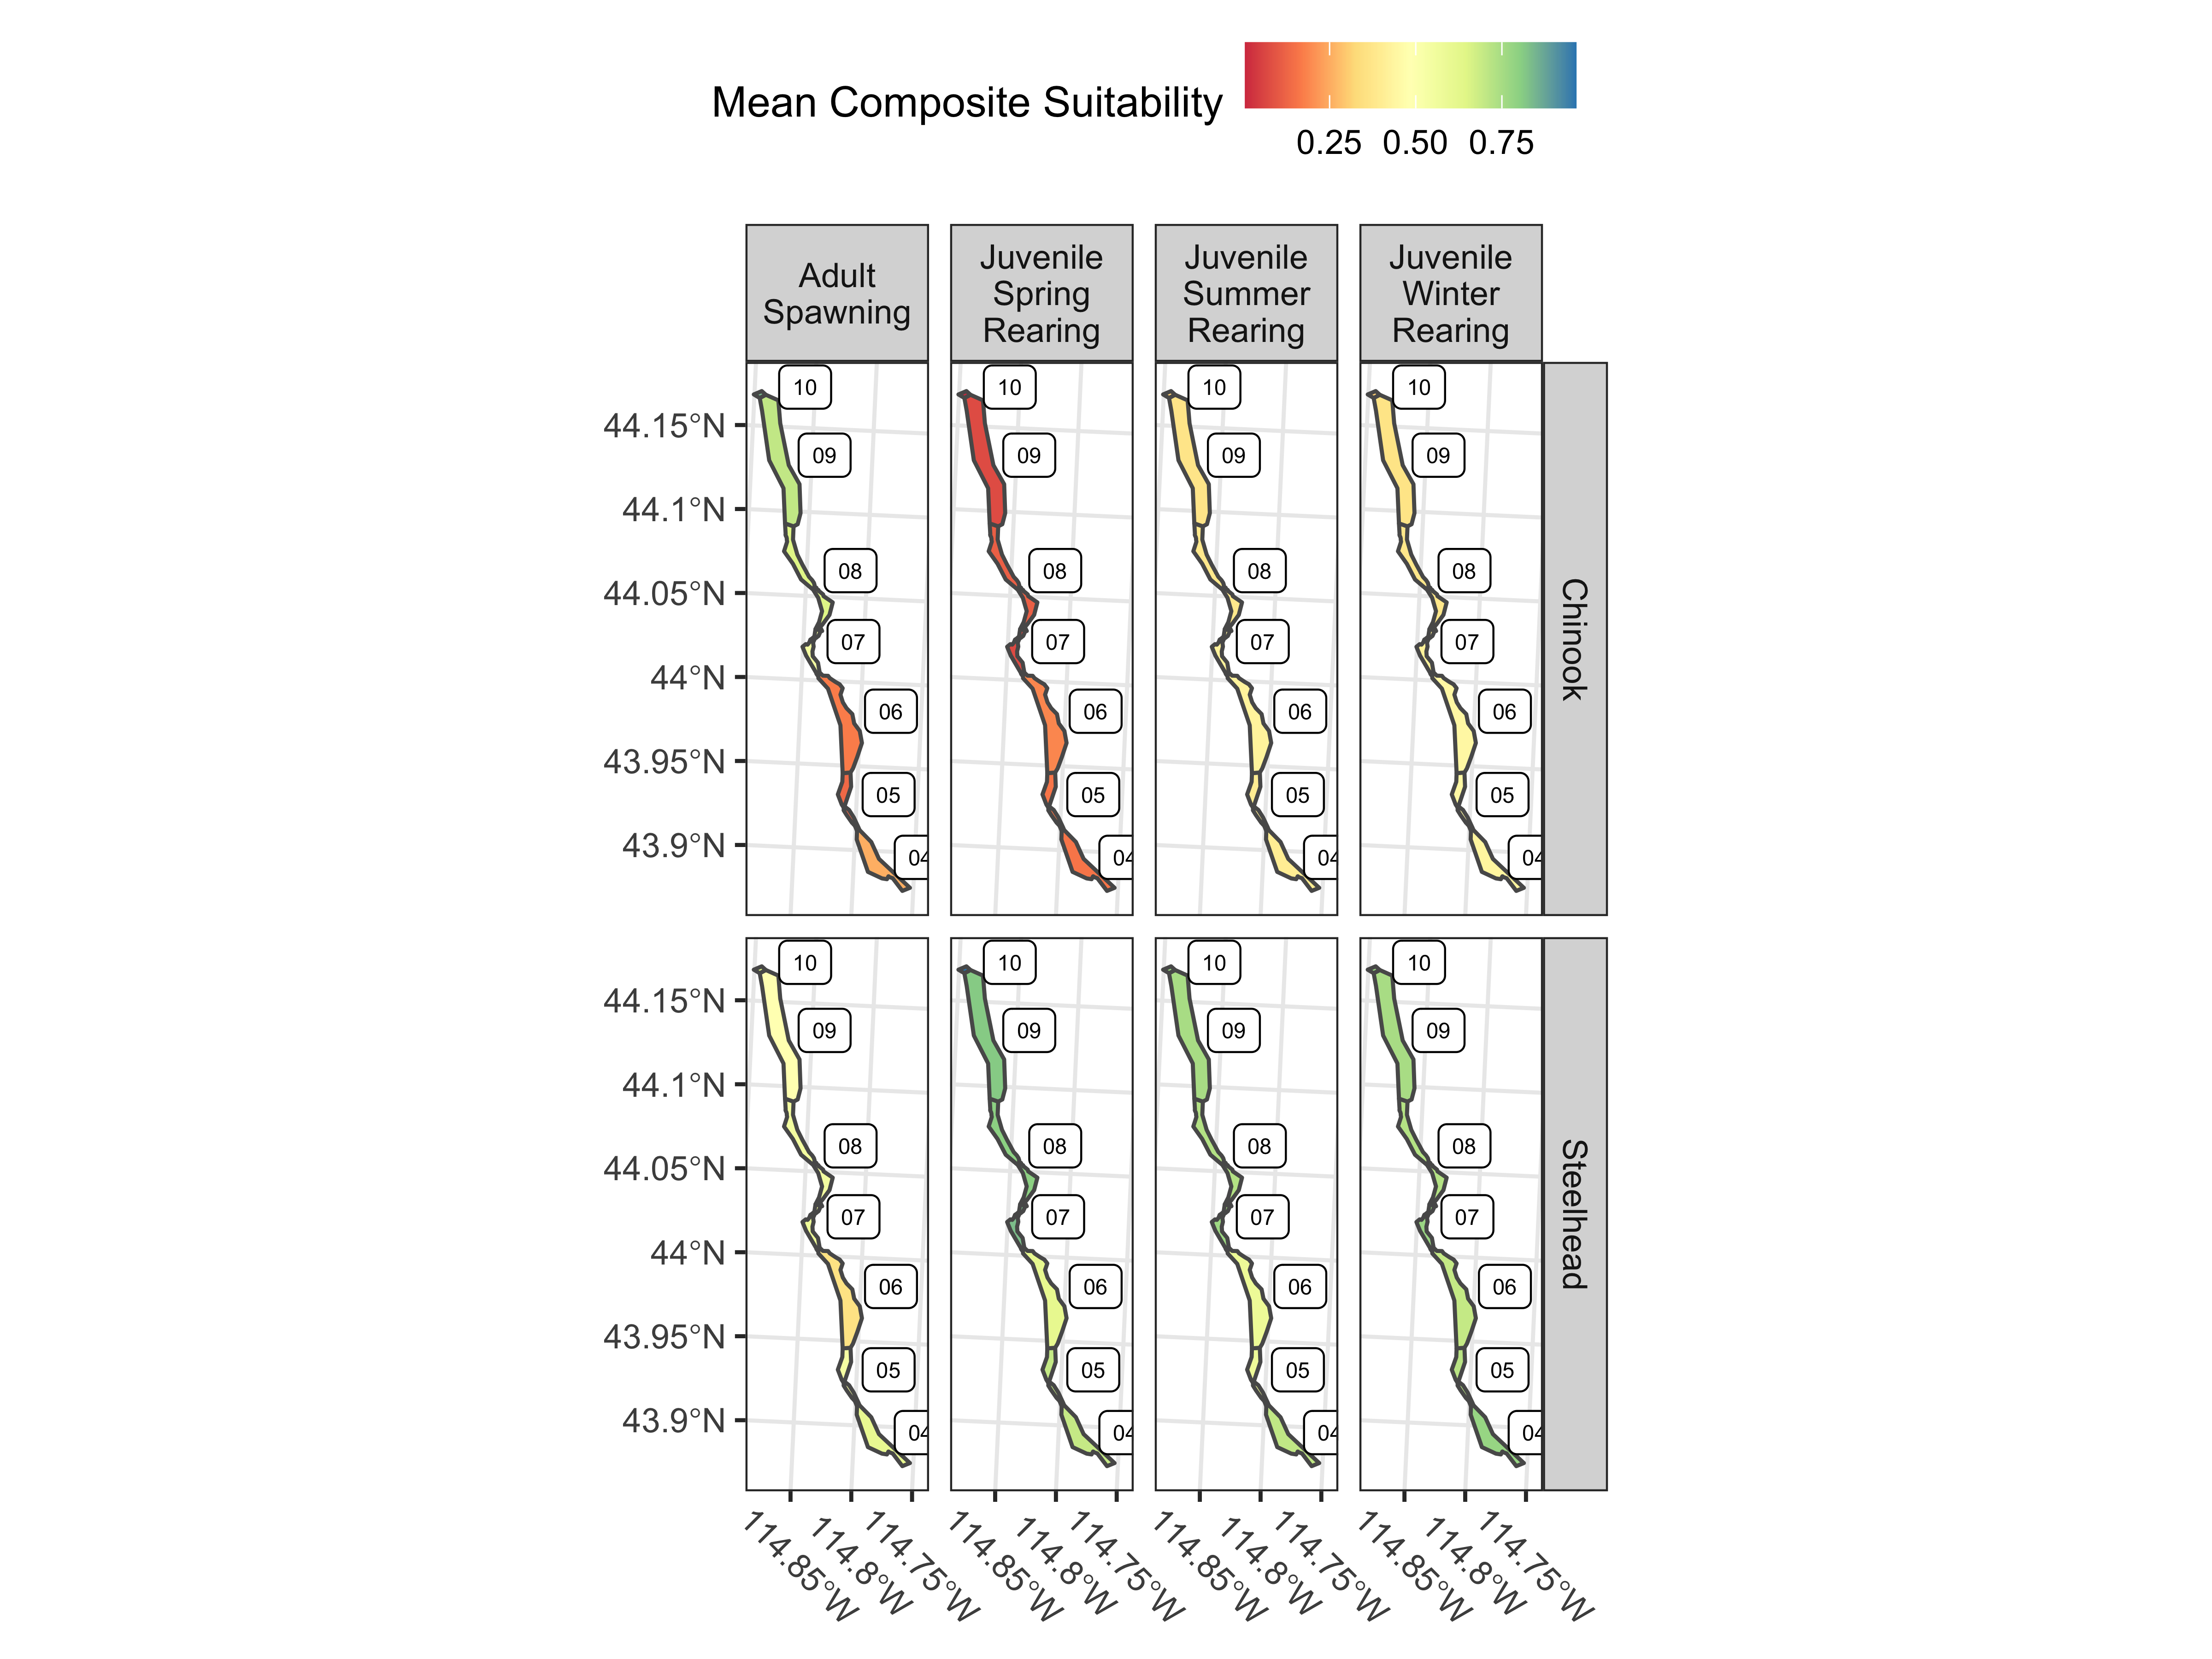 Mean Composite Suitability
0.25 0.50 0.75
Adult
Spawning
Juvenile
Spring
Rearing
Juvenile
Summer
Rearing
Juvenile
Winter
Rearing
44.15°N
44.1°N
44.05°N
44°N
43.95°N
43.9°N
10
09
08
07
06
05
04
10
09
08
07
06
05
04
10
09
08
07
06
05
04
10
09
08
07
06
05
04
Chinook
44.15°N
44.1°N
44.05°N
44°N
43.95°N
43.9°N
10
09
08
07
06
05
04
10
09
08
07
06
05
04
10
09
08
07
06
05
04
10
09
08
07
06
05
04
Steelhead
114.85°W
114.8°W
114.75°W
114.85°W
114.8°W
114.75°W
114.85°W
114.8°W
114.75°W
114.85°W
114.8°W
114.75°W